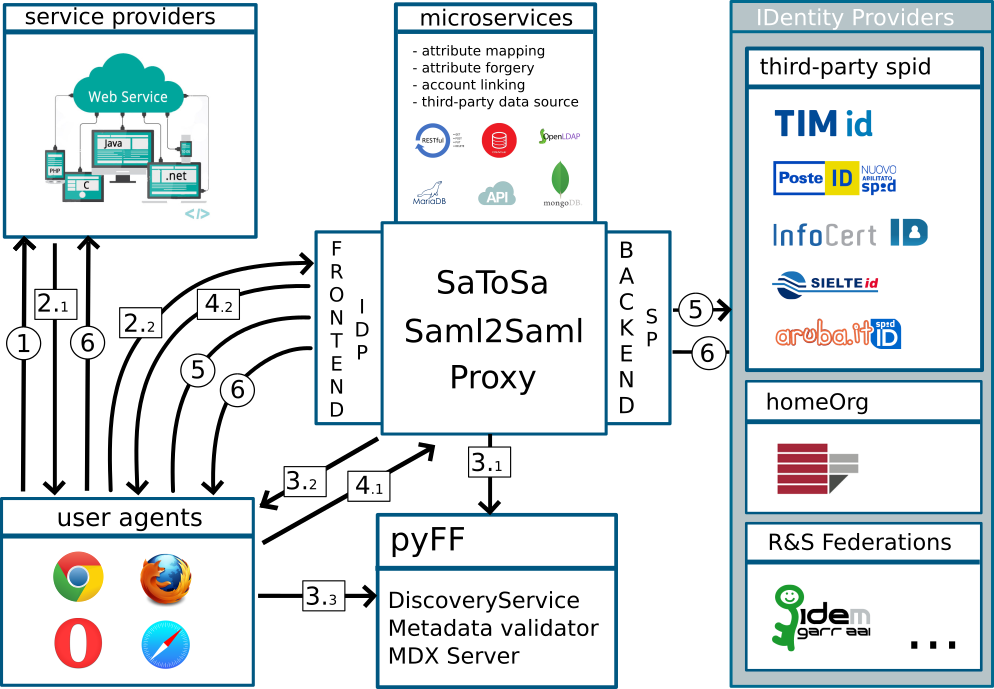 service providers
Web Service
Java
PHP
C
.net
</>
microservices
- attribute mapping
- attribute forgery
- account linking
- third-party data source
RESTful
OpenLDAP
MariaDB
API
mongoDB.
IDentity Providers
third-party spid
TIM id
Poste ID NUOVO
ABILITATO
spid
InfoCert ID
SIELTE id
aruba.it spid
ID
homeOrg
R&S Federations
idem
garr aai
...
FRONTEND
IDP
SaToSa
Saml2Saml
Proxy
BACKEND
SP
1
2.1
6
2.2
4.2
5
6
5
6
3.2
4.1
3.1
3.3
user agents
pyFF
DiscoveryService
Metadata validator
MDX Server